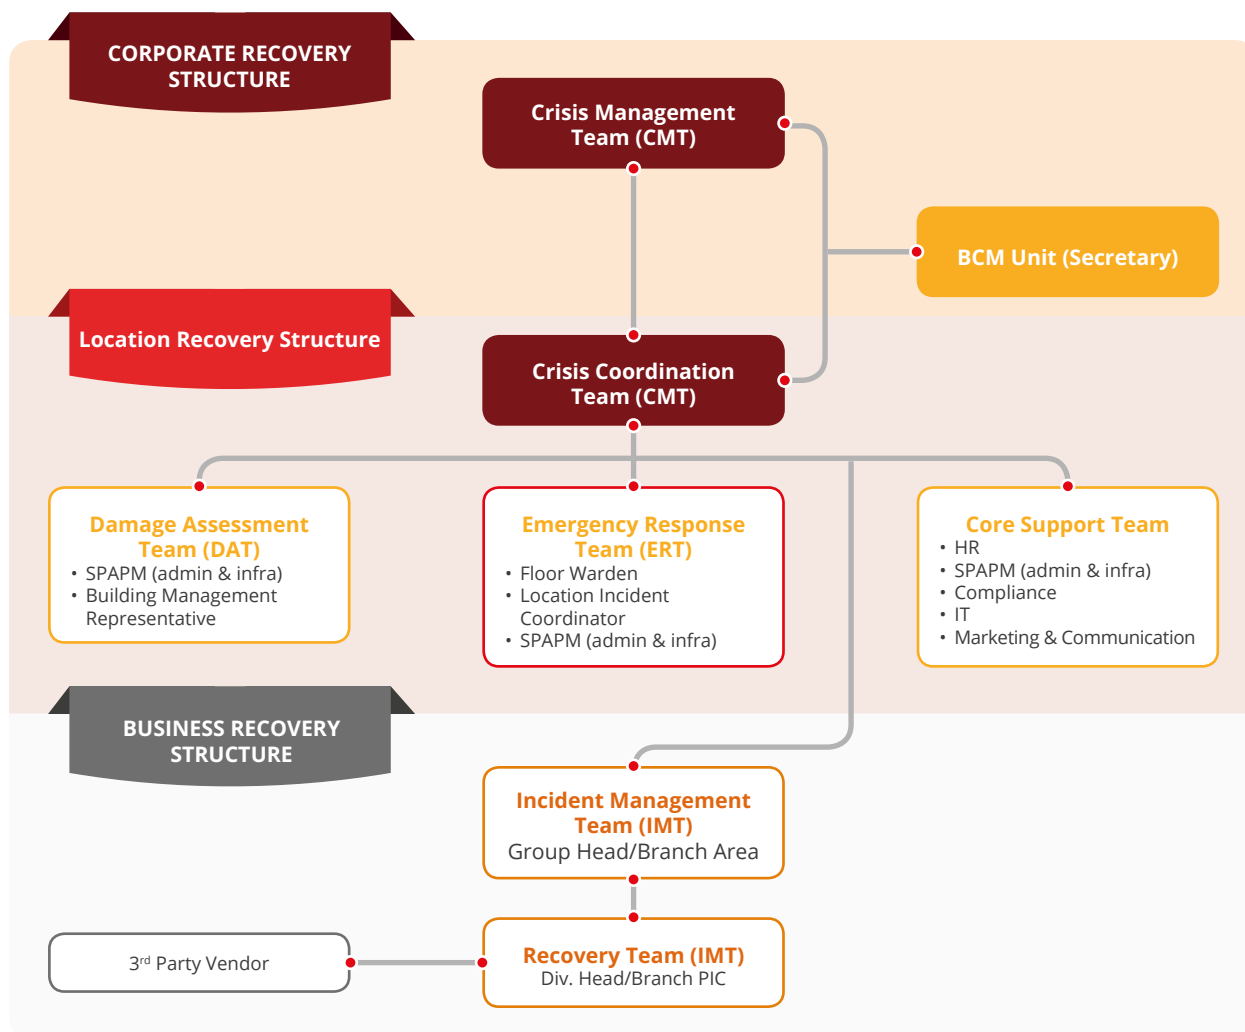 CORPORATE RECOVERY
STRUCTURE
Crisis Management
Team (CMT)
BCM Unit (Secretary)
Location Recovery Structure
Crisis Coordination
Team (CMT)
Damage Assessment
Team (DAT)
• SPAPM (admin & infra)
• Building Management
Representative
Emergency Response
Team (ERT)
• Floor Warden
• Location Incident
Coordinator
• SPAPM (admin & infra)
Core Support Team
• HR
• SPAPM (admin & infra)
• Compliance
• IT
• Marketing & Communication
BUSINESS RECOVERY
STRUCTURE
Incident Management
Team (IMT)
Group Head/Branch Area
3rd Party Vendor
Recovery Team (IMT)
Div. Head/Branch PIC